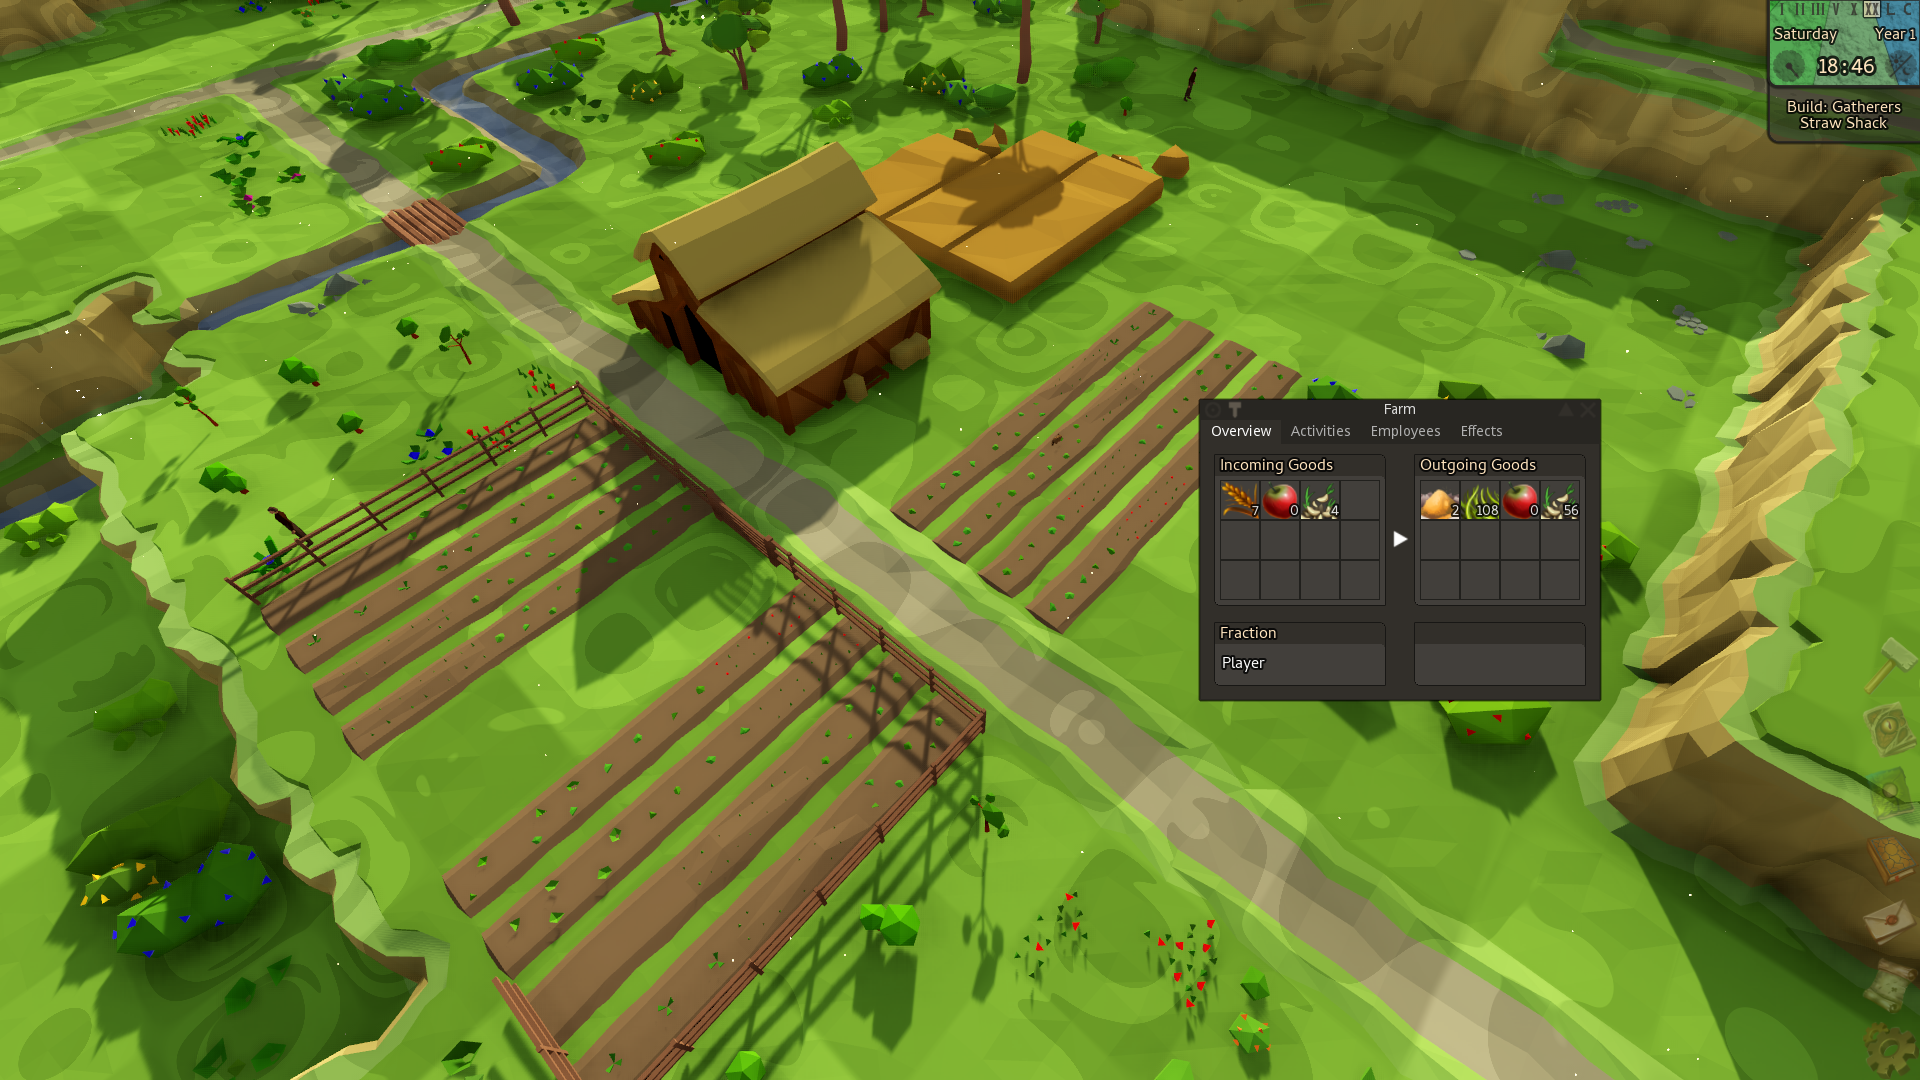 I II III V X XX L C
Saturday Year 1
18:46
Build: Gatherers
Straw Shack
Farm
Overview Activities Employees Effects
Incoming Goods Outgoing Goods
7 0 4 2 108 0 56
Fraction
Player